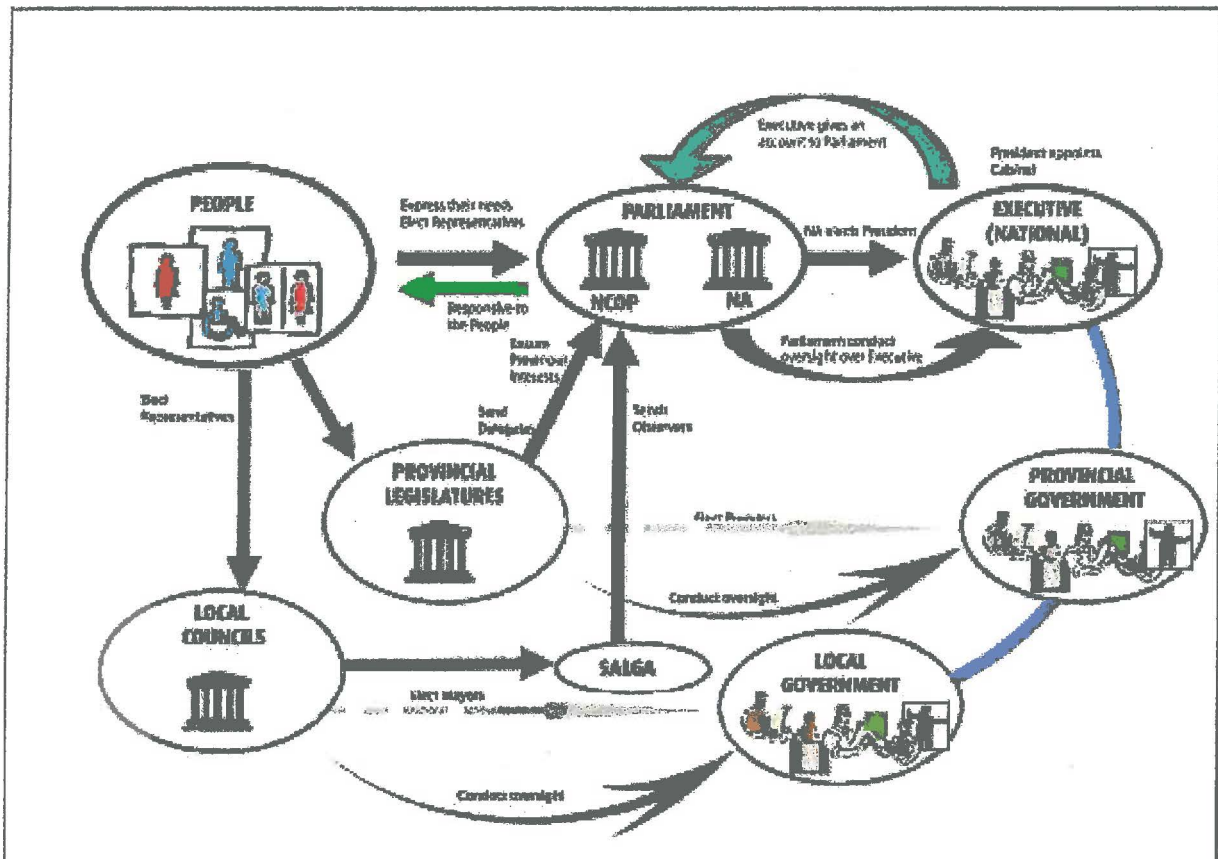 Executive gives an
account to Parliament
President appoints
Cabinet
PEOPLE
Express their needs
Elect Representatives
PARLIAMENT
NCOP
NA
NA elects President
EXECUTIVE
(NATIONAL)
Responsive to
the People
Ensure
Provincial
Interests
Parliament conduct
oversight over Executive
Elect
Representatives
Send
Delegates
Sends
Observers
PROVINCIAL
LEGISLATURES
PROVINCIAL
GOVERNMENT
Elect Premiers
Conduct oversight
LOCAL
COUNCILS
SALGA
LOCAL
GOVERNMENT
Elect Mayors
Conduct oversight